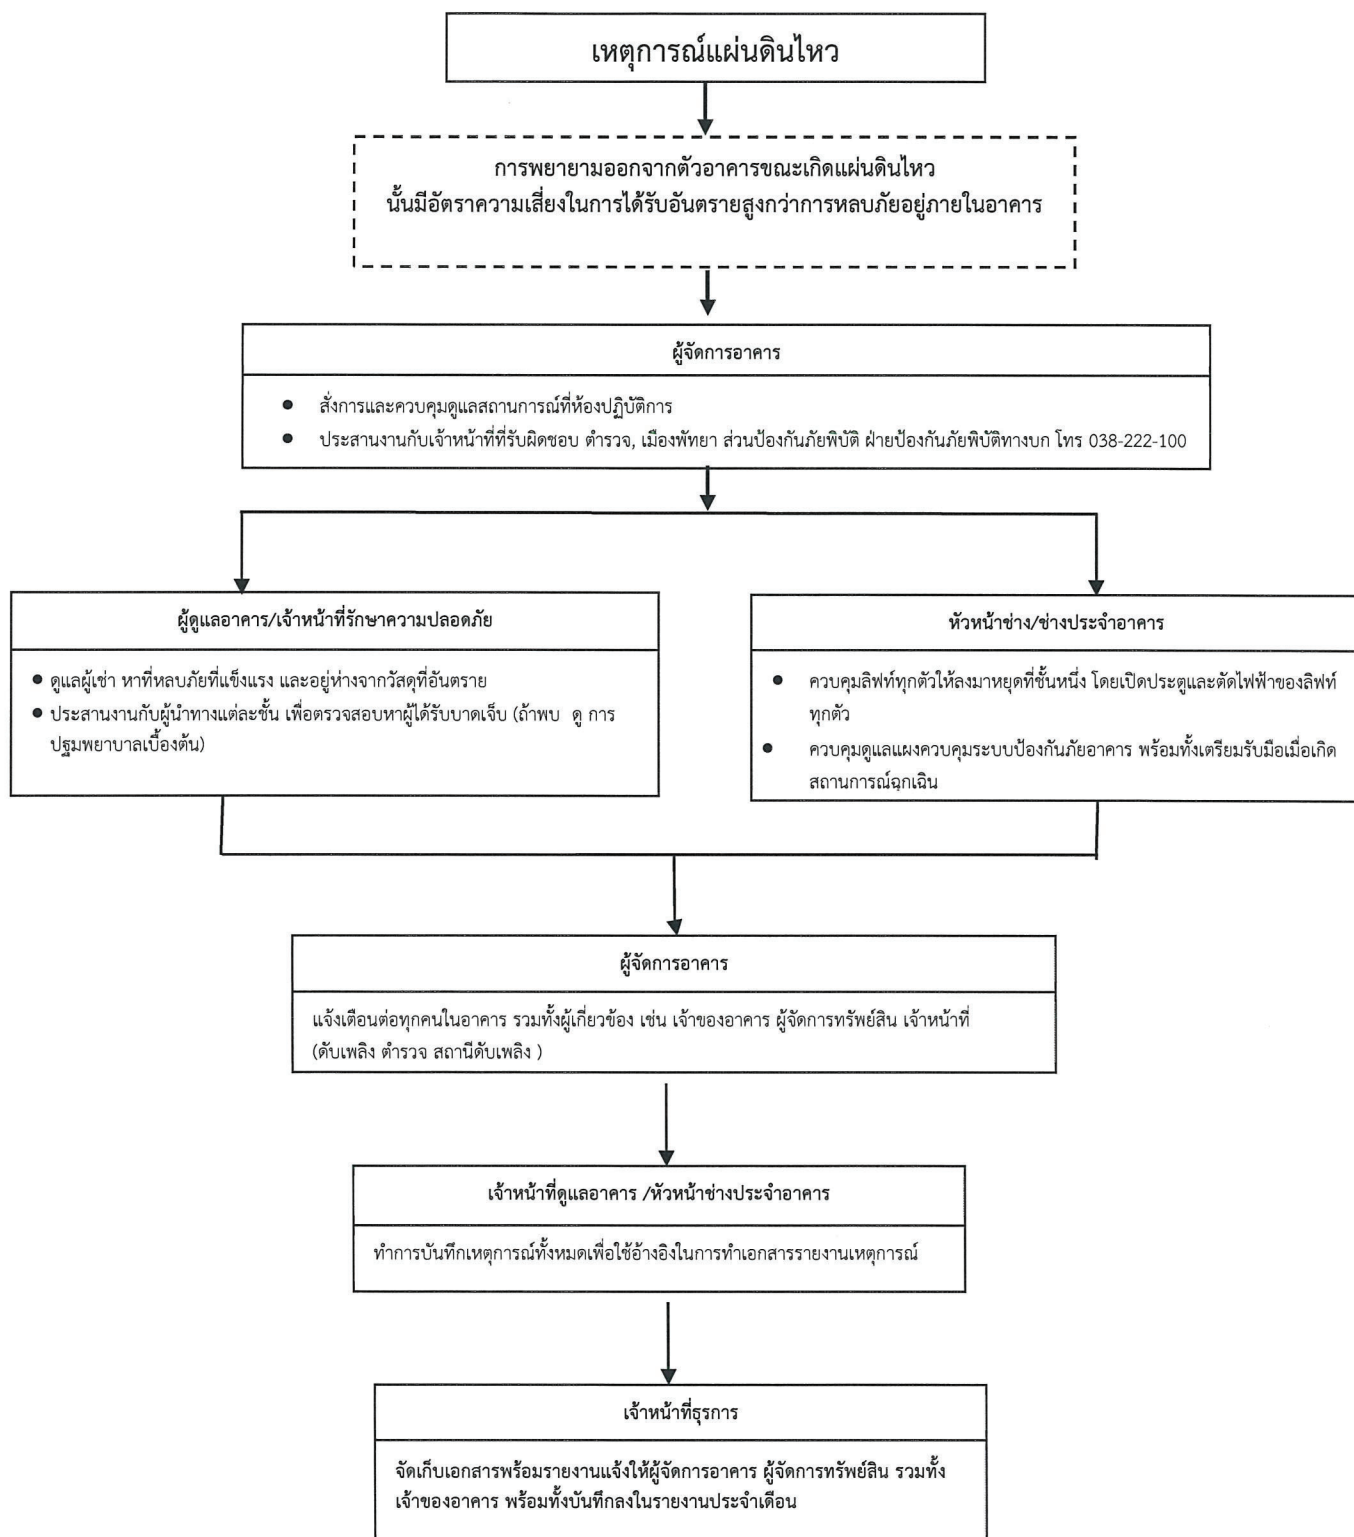 เหตุการณ์แผ่นดินไหว
การพยายามออกจากตัวอาคารขณะเกิดแผ่นดินไหว
นั้นมีอัตราความเสี่ยงในการได้รับอันตรายสูงกว่าการหลบภัยอยู่ภายในอาคาร
ผู้จัดการอาคาร
● สั่งการและควบคุมดูแลสถานการณ์ที่ห้องปฏิบัติการ
● ประสานงานกับเจ้าหน้าที่ที่รับผิดชอบ ตำรวจ, เมืองพัทยา ส่วนป้องกันภัยพิบัติ ฝ่ายป้องกันภัยพิบัติทางบก โทร 038-222-100
ผู้ดูแลอาคาร/เจ้าหน้าที่รักษาความปลอดภัย
● ดูแลผู้เช่า หาที่หลบภัยที่แข็งแรง และอยู่ห่างจากวัสดุที่อันตราย
● ประสานงานกับผู้นำทางแต่ละชั้น เพื่อตรวจสอบหาผู้ได้รับบาดเจ็บ (ถ้าพบ ดู การ
ปฐมพยาบาลเบื้องต้น)
หัวหน้าช่าง/ช่างประจำอาคาร
● ควบคุมลิฟท์ทุกตัวให้ลงมาหยุดที่ชั้นหนึ่ง โดยเปิดประตูและตัดไฟฟ้าของลิฟท์
ทุกตัว
● ควบคุมดูแลแผงควบคุมระบบป้องกันภัยอาคาร พร้อมทั้งเตรียมรับมือเมื่อเกิด
สถานการณ์ฉุกเฉิน
ผู้จัดการอาคาร
แจ้งเตือนต่อทุกคนในอาคาร รวมทั้งผู้เกี่ยวข้อง เช่น เจ้าของอาคาร ผู้จัดการทรัพย์สิน เจ้าหน้าที่
(ดับเพลิง ตำรวจ สถานีดับเพลิง )
เจ้าหน้าที่ดูแลอาคาร /หัวหน้าช่างประจำอาคาร
ทำการบันทึกเหตุการณ์ทั้งหมดเพื่อใช้อ้างอิงในการทำเอกสารรายงานเหตุการณ์
เจ้าหน้าที่ธุรการ
จัดเก็บเอกสารพร้อมรายงานแจ้งให้ผู้จัดการอาคาร ผู้จัดการทรัพย์สิน รวมทั้ง
เจ้าของอาคาร พร้อมทั้งบันทึกลงในรายงานประจำเดือน